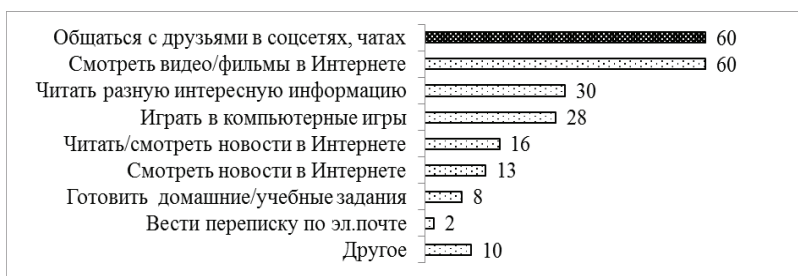 Общаться с друзьями в соцсетях, чатах 60
Смотреть видео/фильмы в Интернете 60
Читать разную интересную информацию 30
Играть в компьютерные игры 28
Читать/смотреть новости в Интернете 16
Смотреть новости в Интернете 13
Готовить домашние/учебные задания 8
Вести переписку по эл.почте 2
Другое 10